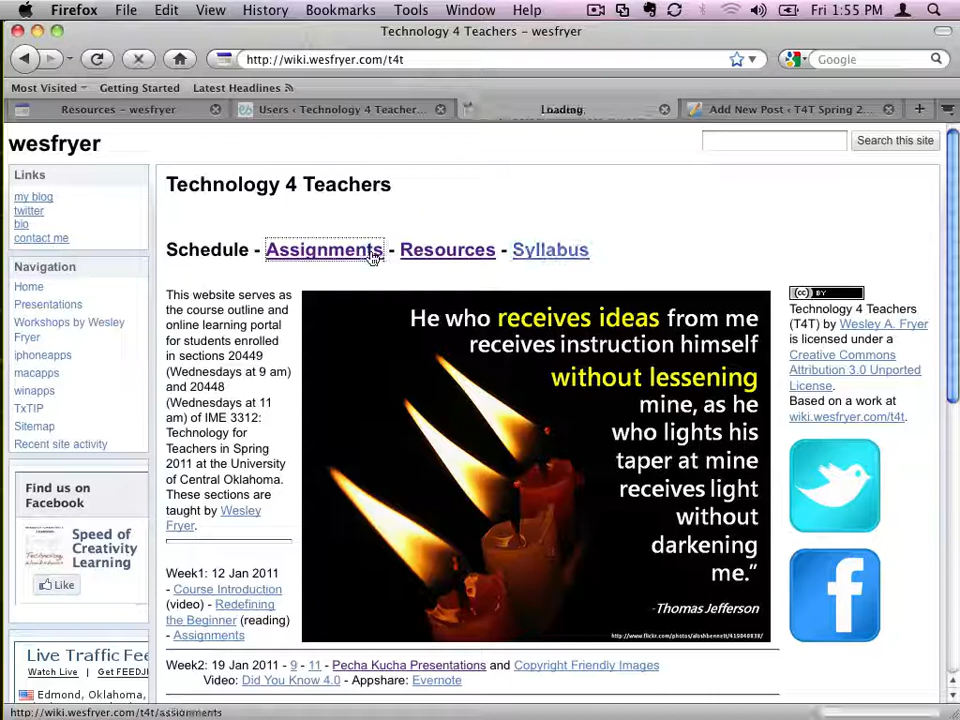 Firefox File Edit View History Bookmarks Tools Window Help Fri 1:55 PM
Technology 4 Teachers – wesfryer
http://wiki.wesfryer.com/t4t
Google
Most Visited Getting Started Latest Headlines
Resources – wesfryer
Users ‹ Technology 4 Teacher...
Loading...
Add New Post ‹ T4T Spring 2...
wesfryer
Search this site
Links
my blog
twitter
bio
contact me
Navigation
Home
Presentations
Workshops by Wesley
Fryer
iphoneapps
macapps
winapps
TxTIP
Sitemap
Recent site activity
Find us on
Facebook
Speed of
Creativity
Learning
Like
Live Traffic Fee
Watch Live | Get FEEDJ
Edmond, Oklahoma,
Technology 4 Teachers
Schedule - Assignments - Resources - Syllabus
This website serves as
the course outline and
online learning portal
for students enrolled
in sections 20449
(Wednesdays at 9 am)
and 20448
(Wednesdays at 11
am) of IME 3312:
Technology for
Teachers in Spring
2011 at the University
of Central Oklahoma.
These sections are
taught by Wesley
Fryer.
Week1: 12 Jan 2011
- Course Introduction
(video) - Redefining
the Beginner (reading)
- Assignments
He who receives ideas from me
receives instruction himself
without lessening
mine, as he
who lights his
taper at mine
receives light
without
darkening
me.”
-Thomas Jefferson
(cc) BY
Technology 4 Teachers
(T4T) by Wesley A. Fryer
is licensed under a
Creative Commons
Attribution 3.0 Unported
License.
Based on a work at
wiki.wesfryer.com/t4t.
Week2: 19 Jan 2011 - 9 - 11 - Pecha Kucha Presentations and Copyright Friendly Images
Video: Did You Know 4.0 - Appshare: Evernote
http://wiki.wesfryer.com/t4t/assignments